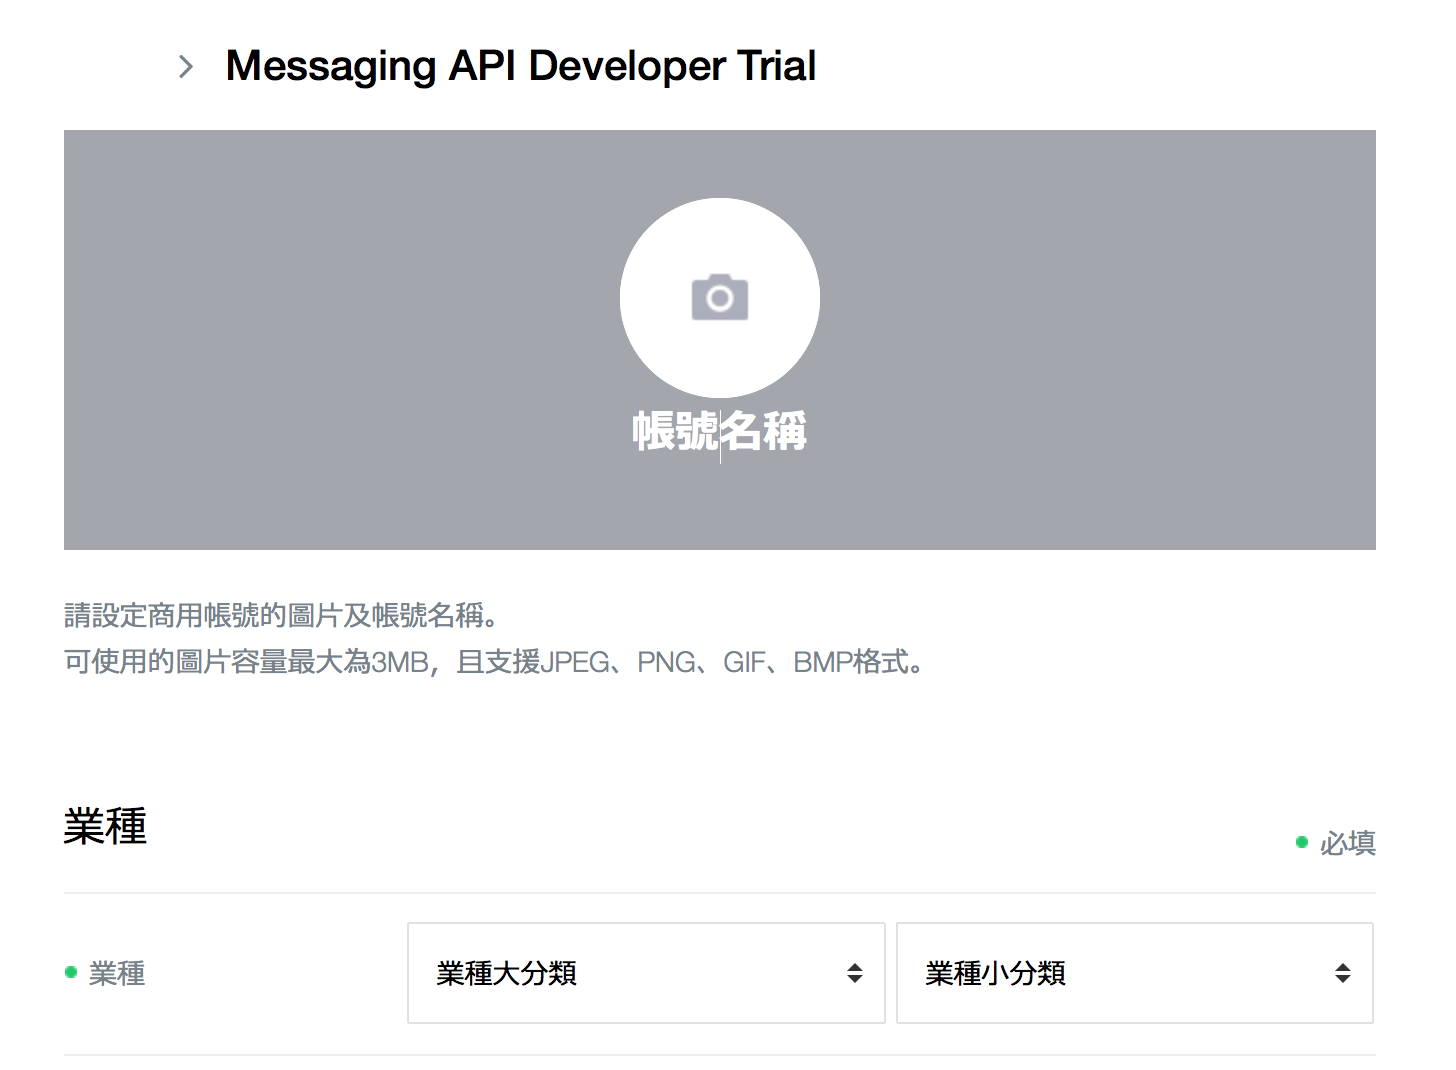 Messaging API Developer Trial
帳號名稱
請設定商用帳號的圖片及帳號名稱。
可使用的圖片容量最大為3MB，且支援JPEG、PNG、GIF、BMP格式。
業種
必填
業種 業種大分類 業種小分類